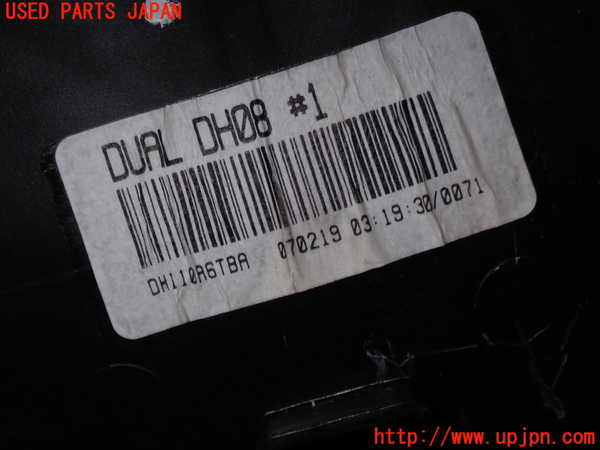 USED PARTS JAPAN
DUAL DH08 #1
DH110A6TBA 070219 03:19:30/0071
http://www.upjpn.com/